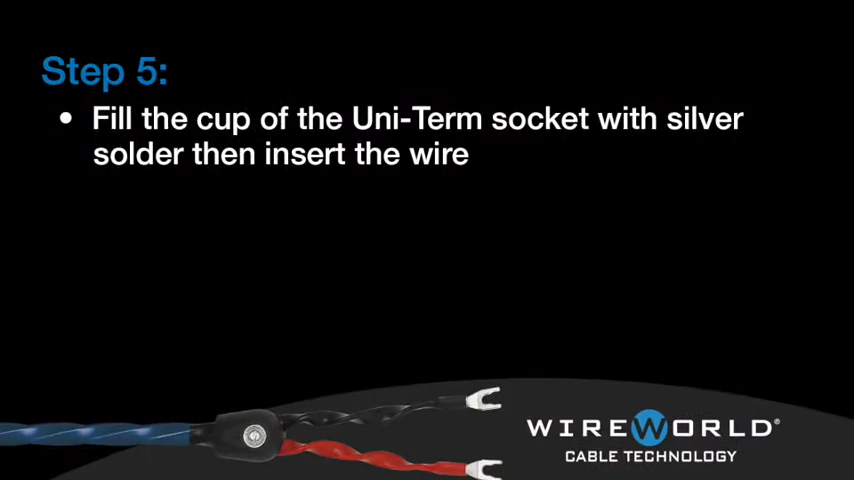 Step 5:
• Fill the cup of the Uni-Term socket with silver
solder then insert the wire
WIREWORLD®
CABLE TECHNOLOGY